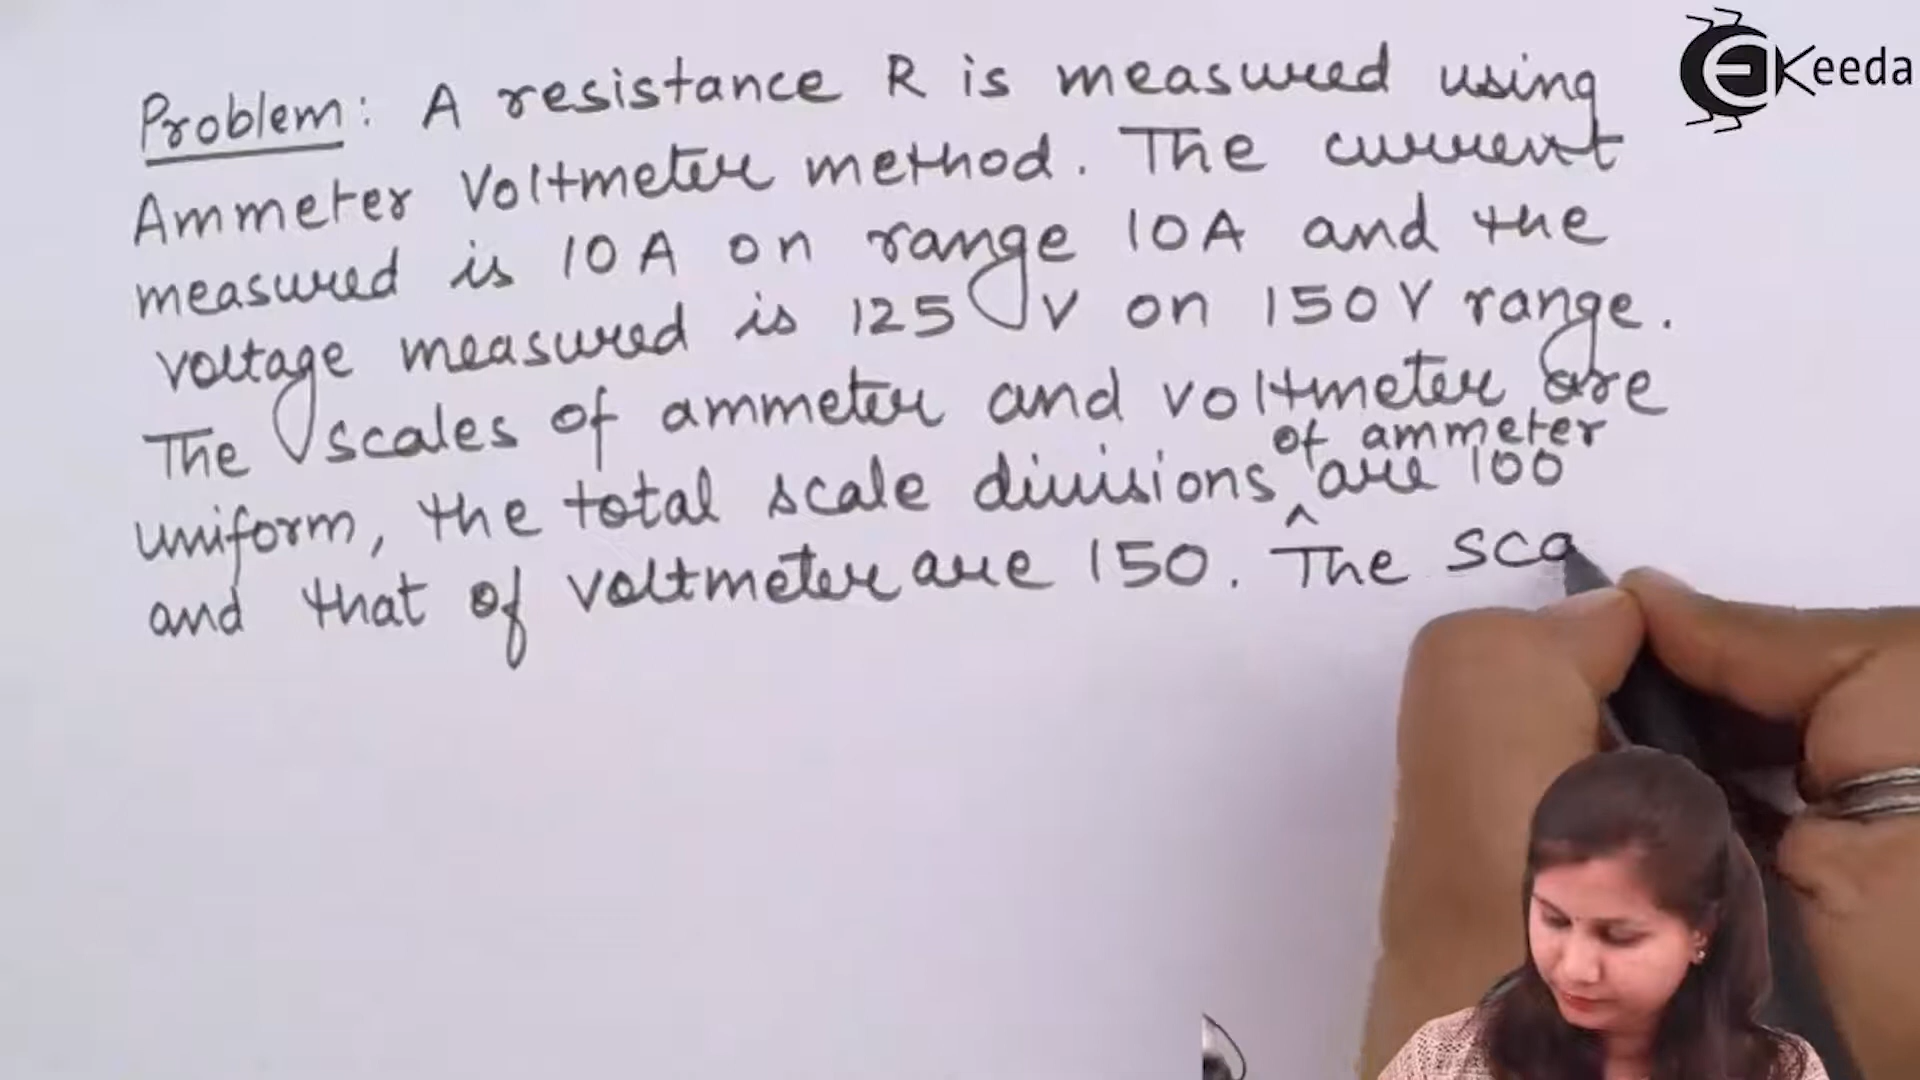 Problem: A resistance R is measured using
Ammeter Voltmeter method. The current
measured is 10A on range 10A and the
voltage measured is 125 V on 150V range.
The scales of ammeter and voltmeter are
uniform, the total scale divisions of ammeter are 100
and that of voltmeter are 150. The sca
EKeeda